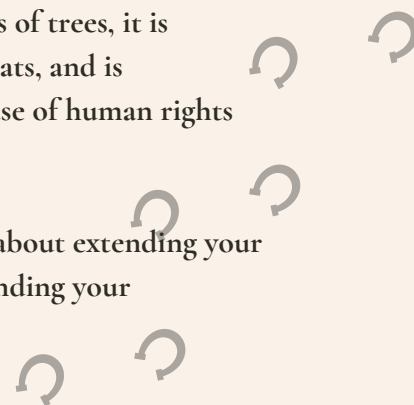 s of trees, it is
ats, and is
se of human rights
about extending your
nding your